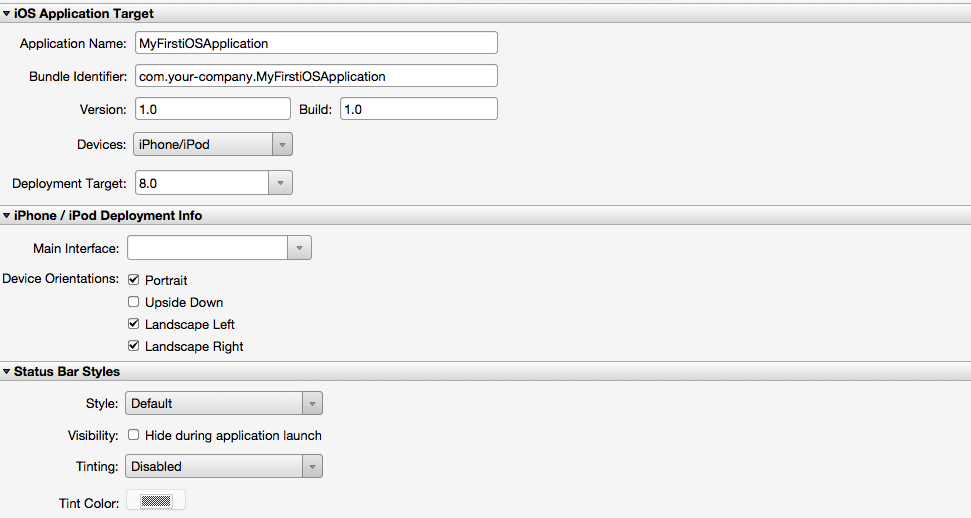 iOS Application Target
Application Name: MyFirstiOSApplication
Bundle Identifier: com.your-company.MyFirstiOSApplication
Version: 1.0 Build: 1.0
Devices: iPhone/iPod
Deployment Target: 8.0
iPhone / iPod Deployment Info
Main Interface:
Device Orientations: Portrait
Upside Down
Landscape Left
Landscape Right
Status Bar Styles
Style: Default
Visibility: Hide during application launch
Tinting: Disabled
Tint Color: